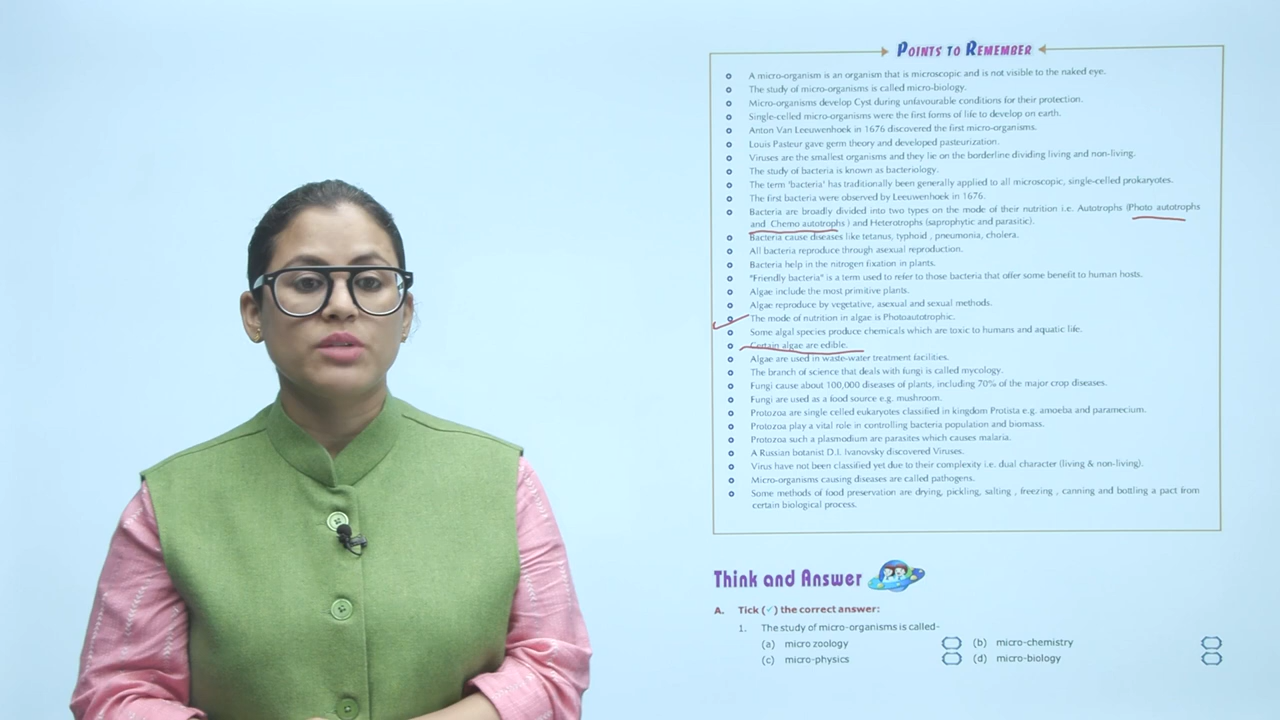 POINTS TO REMEMBER
A micro-organism is an organism that is microscopic and is not visible to the naked eye.
The study of micro-organisms is called micro-biology.
Micro-organisms develop Cyst during unfavourable conditions for their protection.
Single-celled micro-organisms were the first forms of life to develop on earth.
Anton Van Leeuwenhoek in 1676 discovered the first micro-organisms.
Louis Pasteur gave germ theory and developed pasteurization.
Viruses are the smallest organisms and they lie on the borderline dividing living and non-living.
The study of bacteria is known as bacteriology.
The term 'bacteria' has traditionally been generally applied to all microscopic, single-celled prokaryotes.
The first bacteria were observed by Leeuwenhoek in 1676.
Bacteria are broadly divided into two types on the mode of their nutrition i.e. Autotrophs (Photo autotrophs
and Chemo autotrophs ) and Heterotrophs (saprophytic and parasitic).
Bacteria cause diseases like tetanus, typhoid , pneumonia, cholera.
All bacteria reproduce through asexual reproduction.
Bacteria help in the nitrogen fixation in plants.
"Friendly bacteria" is a term used to refer to those bacteria that offer some benefit to human hosts.
Algae include the most primitive plants.
Algae reproduce by vegetative, asexual and sexual methods.
The mode of nutrition in algae is Photoautotrophic.
Some algal species produce chemicals which are toxic to humans and aquatic life.
Certain algae are edible.
Algae are used in waste-water treatment facilities.
The branch of science that deals with fungi is called mycology.
Fungi cause about 100,000 diseases of plants, including 70% of the major crop diseases.
Fungi are used as a food source e.g. mushroom.
Protozoa are single celled eukaryotes classified in kingdom Protista e.g. amoeba and paramecium.
Protozoa play a vital role in controlling bacteria population and biomass.
Protozoa such a plasmodium are parasites which causes malaria.
A Russian botanist D.I. Ivanovsky discovered Viruses.
Virus have not been classified yet due to their complexity i.e. dual character (living & non-living).
Micro-organisms causing diseases are called pathogens.
Some methods of food preservation are drying, pickling, salting , freezing , canning and bottling a pact from
certain biological process.
Think and Answer
A. Tick (✓) the correct answer:
1. The study of micro-organisms is called-
(a) micro zoology (b) micro-chemistry
(c) micro-physics (d) micro-biology